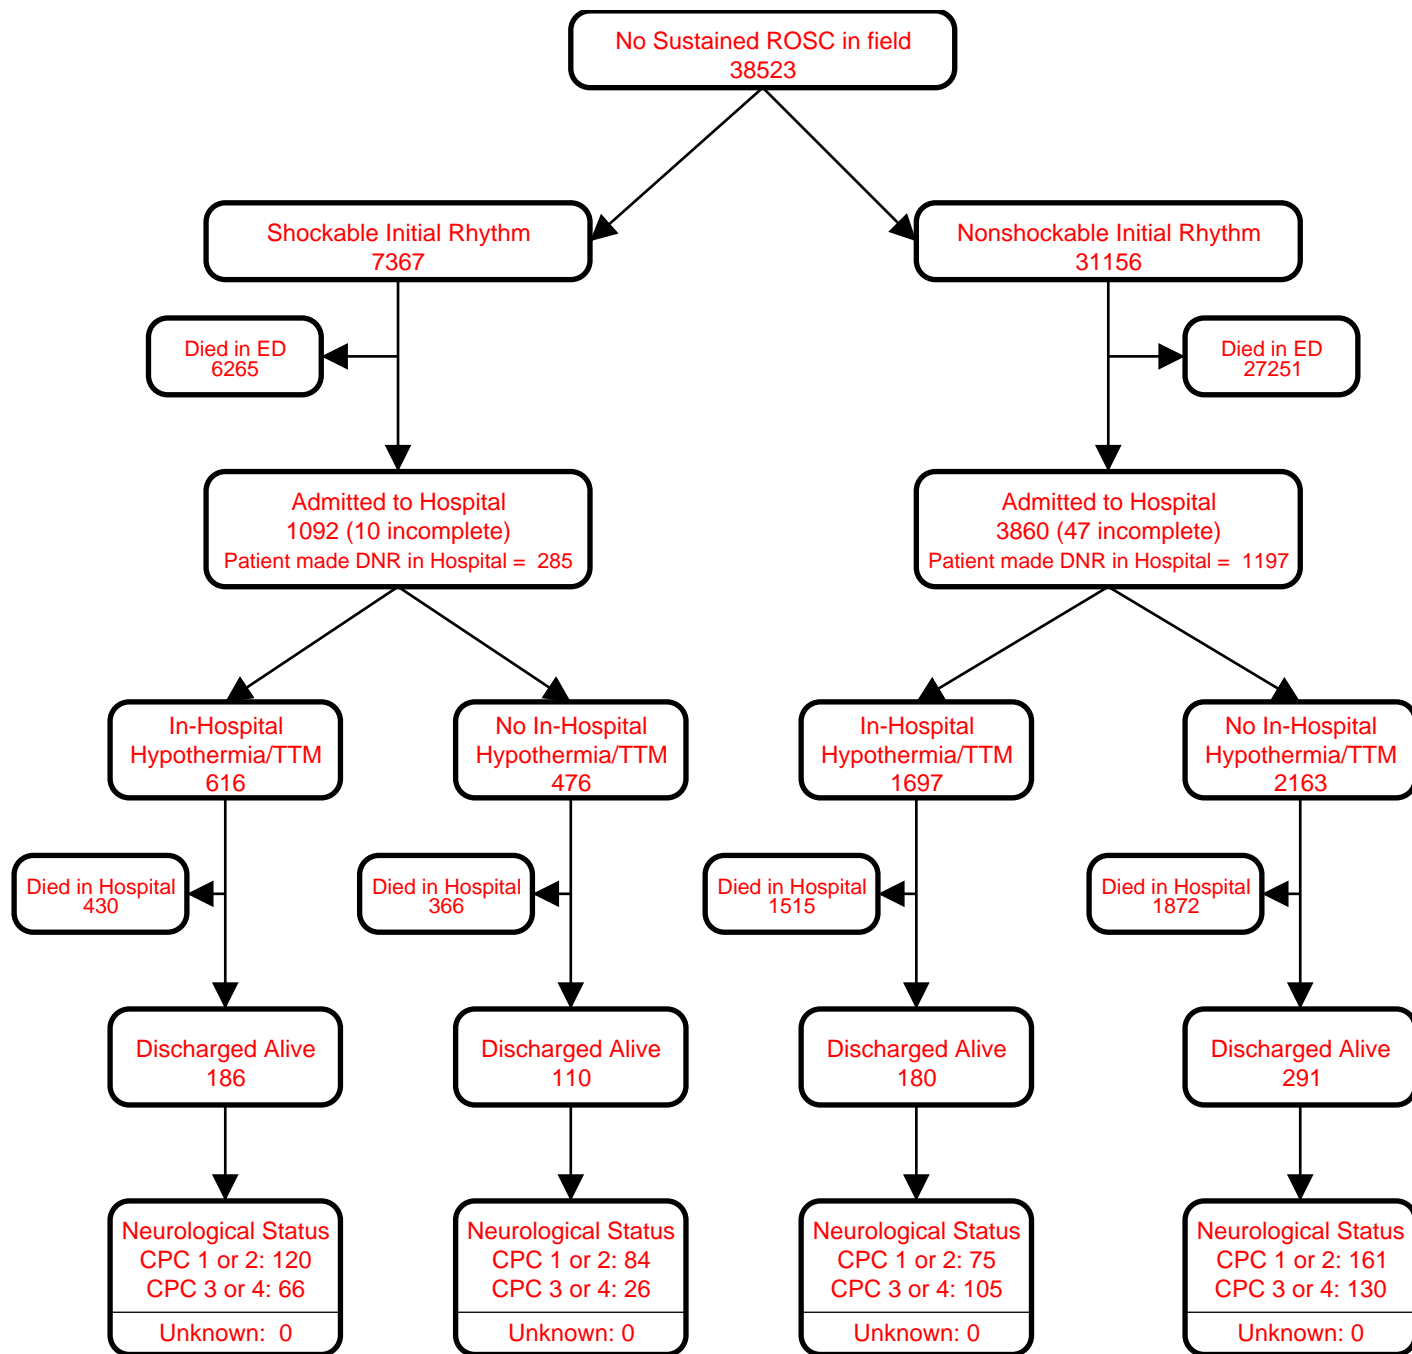 No Sustained ROSC in field
38523
Shockable Initial Rhythm
7367
Nonshockable Initial Rhythm
31156
Died in ED
6265
Died in ED
27251
Admitted to Hospital
1092 (10 incomplete)
Patient made DNR in Hospital = 285
Admitted to Hospital
3860 (47 incomplete)
Patient made DNR in Hospital = 1197
In-Hospital
Hypothermia/TTM
616
No In-Hospital
Hypothermia/TTM
476
In-Hospital
Hypothermia/TTM
1697
No In-Hospital
Hypothermia/TTM
2163
Died in Hospital
430
Died in Hospital
366
Died in Hospital
1515
Died in Hospital
1872
Discharged Alive
186
Discharged Alive
110
Discharged Alive
180
Discharged Alive
291
Neurological Status
CPC 1 or 2: 120
CPC 3 or 4: 66
Unknown: 0
Neurological Status
CPC 1 or 2: 84
CPC 3 or 4: 26
Unknown: 0
Neurological Status
CPC 1 or 2: 75
CPC 3 or 4: 105
Unknown: 0
Neurological Status
CPC 1 or 2: 161
CPC 3 or 4: 130
Unknown: 0